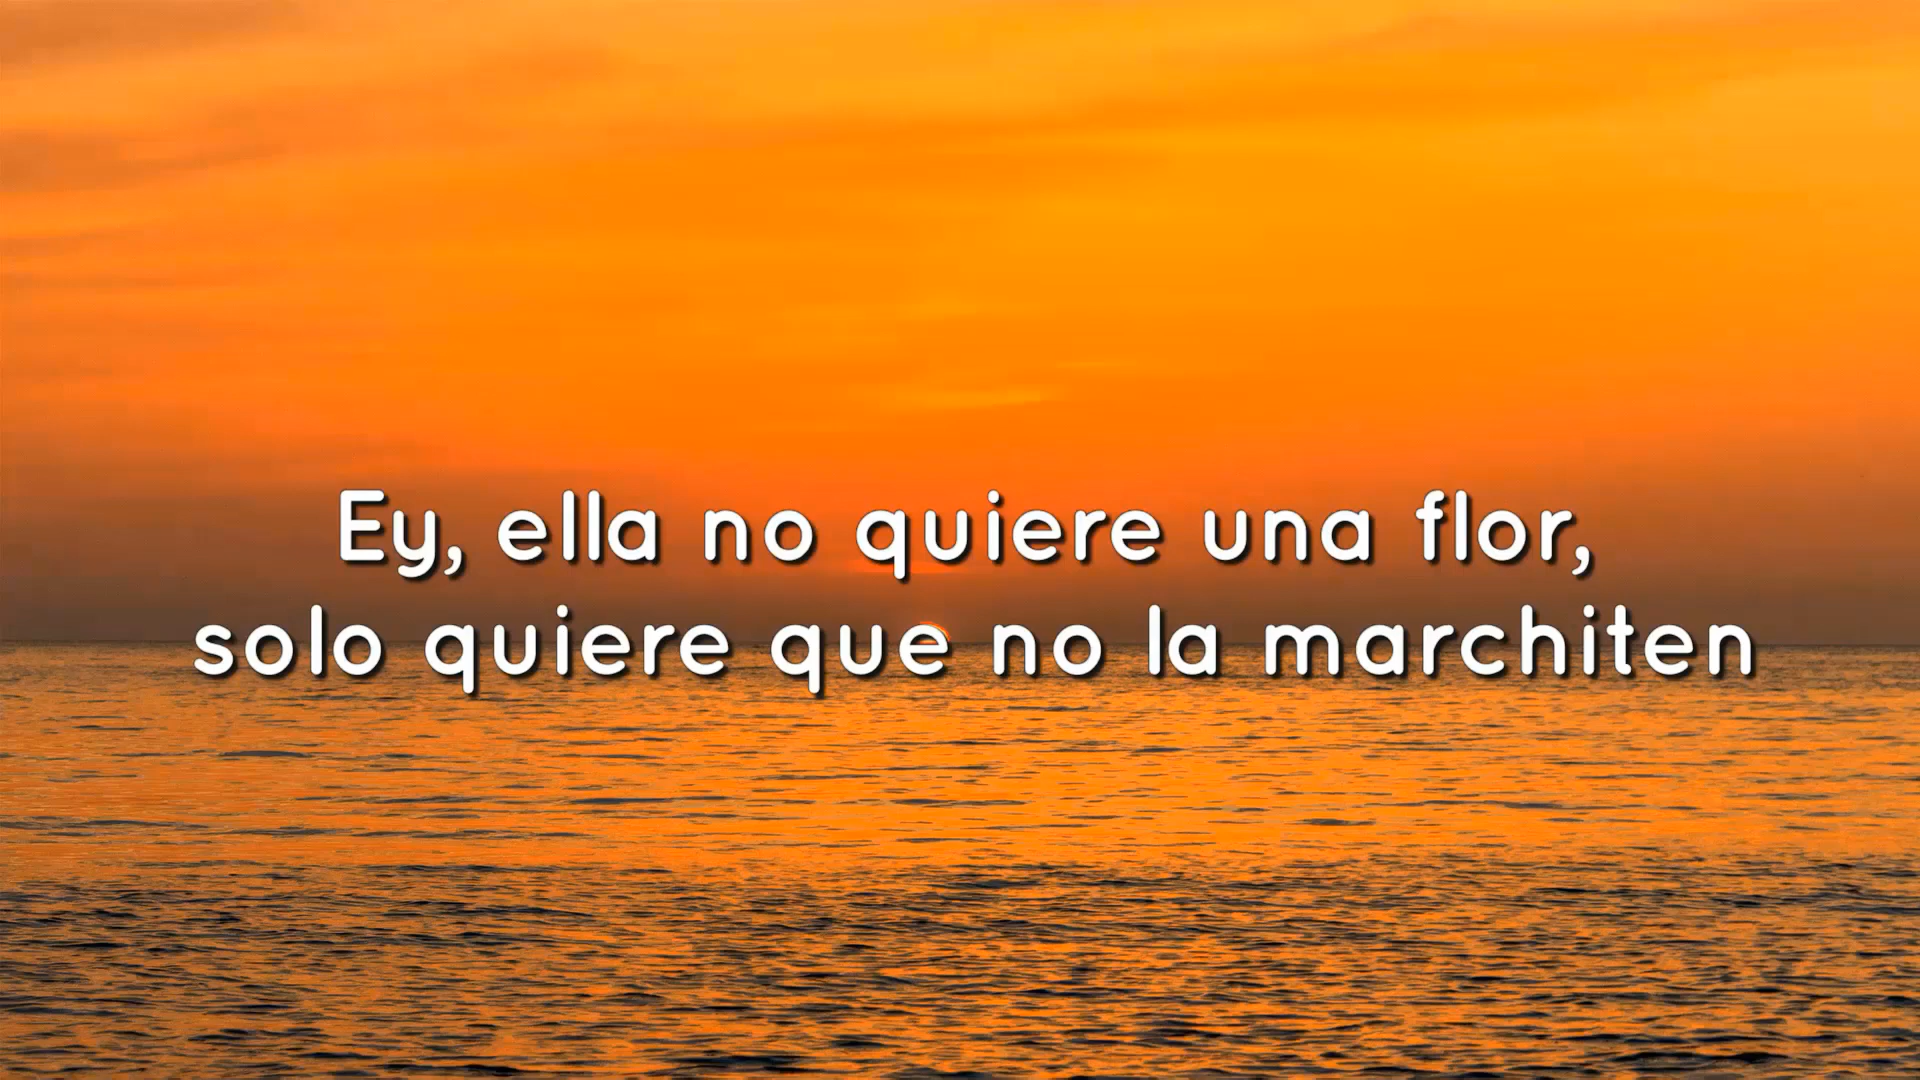 Ey, ella no quiere una flor,
solo quiere que no la marchiten